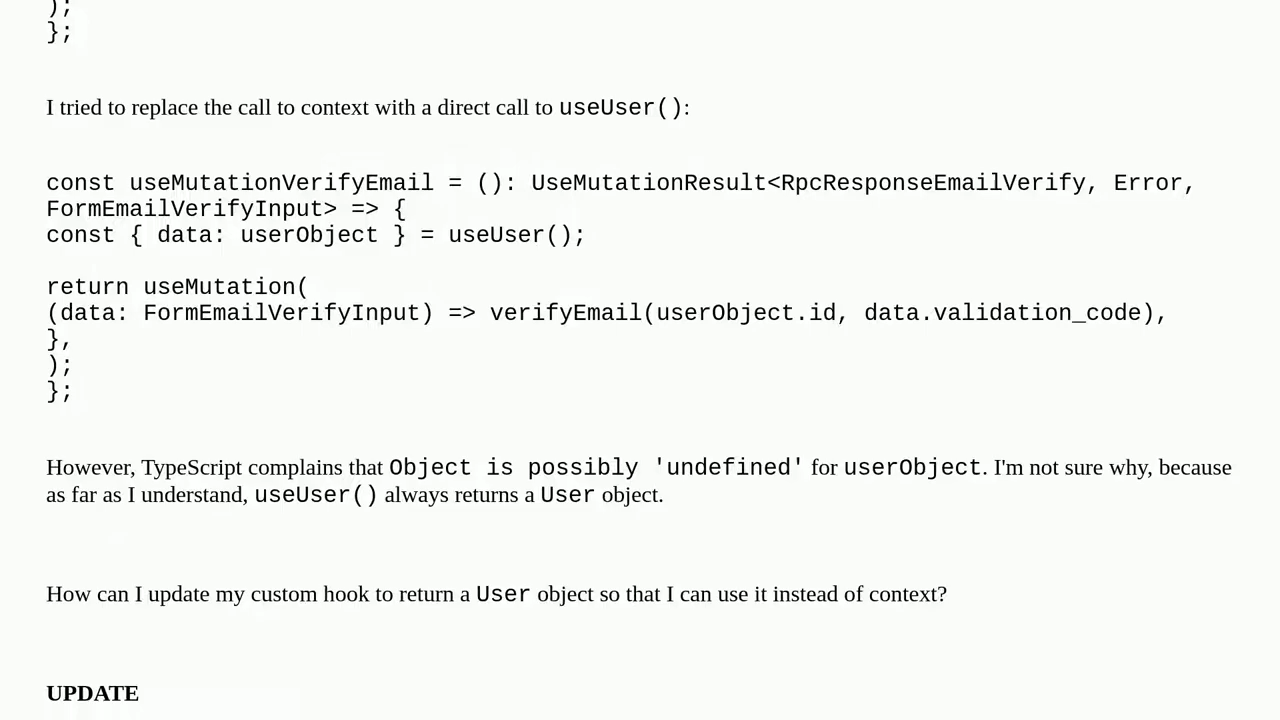 );
};
I tried to replace the call to context with a direct call to useUser():
const useMutationVerifyEmail = (): UseMutationResult<RpcResponseEmailVerify, Error,
FormEmailVerifyInput> => {
const { data: userObject } = useUser();
return useMutation(
(data: FormEmailVerifyInput) => verifyEmail(userObject.id, data.validation_code),
},
);
};
However, TypeScript complains that Object is possibly 'undefined' for userObject. I'm not sure why, because
as far as I understand, useUser() always returns a User object.
How can I update my custom hook to return a User object so that I can use it instead of context?
UPDATE